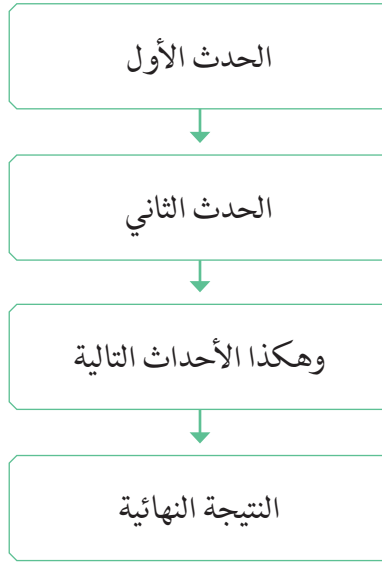 الحدث الأول
الحدث الثاني
وهكذا الأحداث التالية
النتيجة النهائية